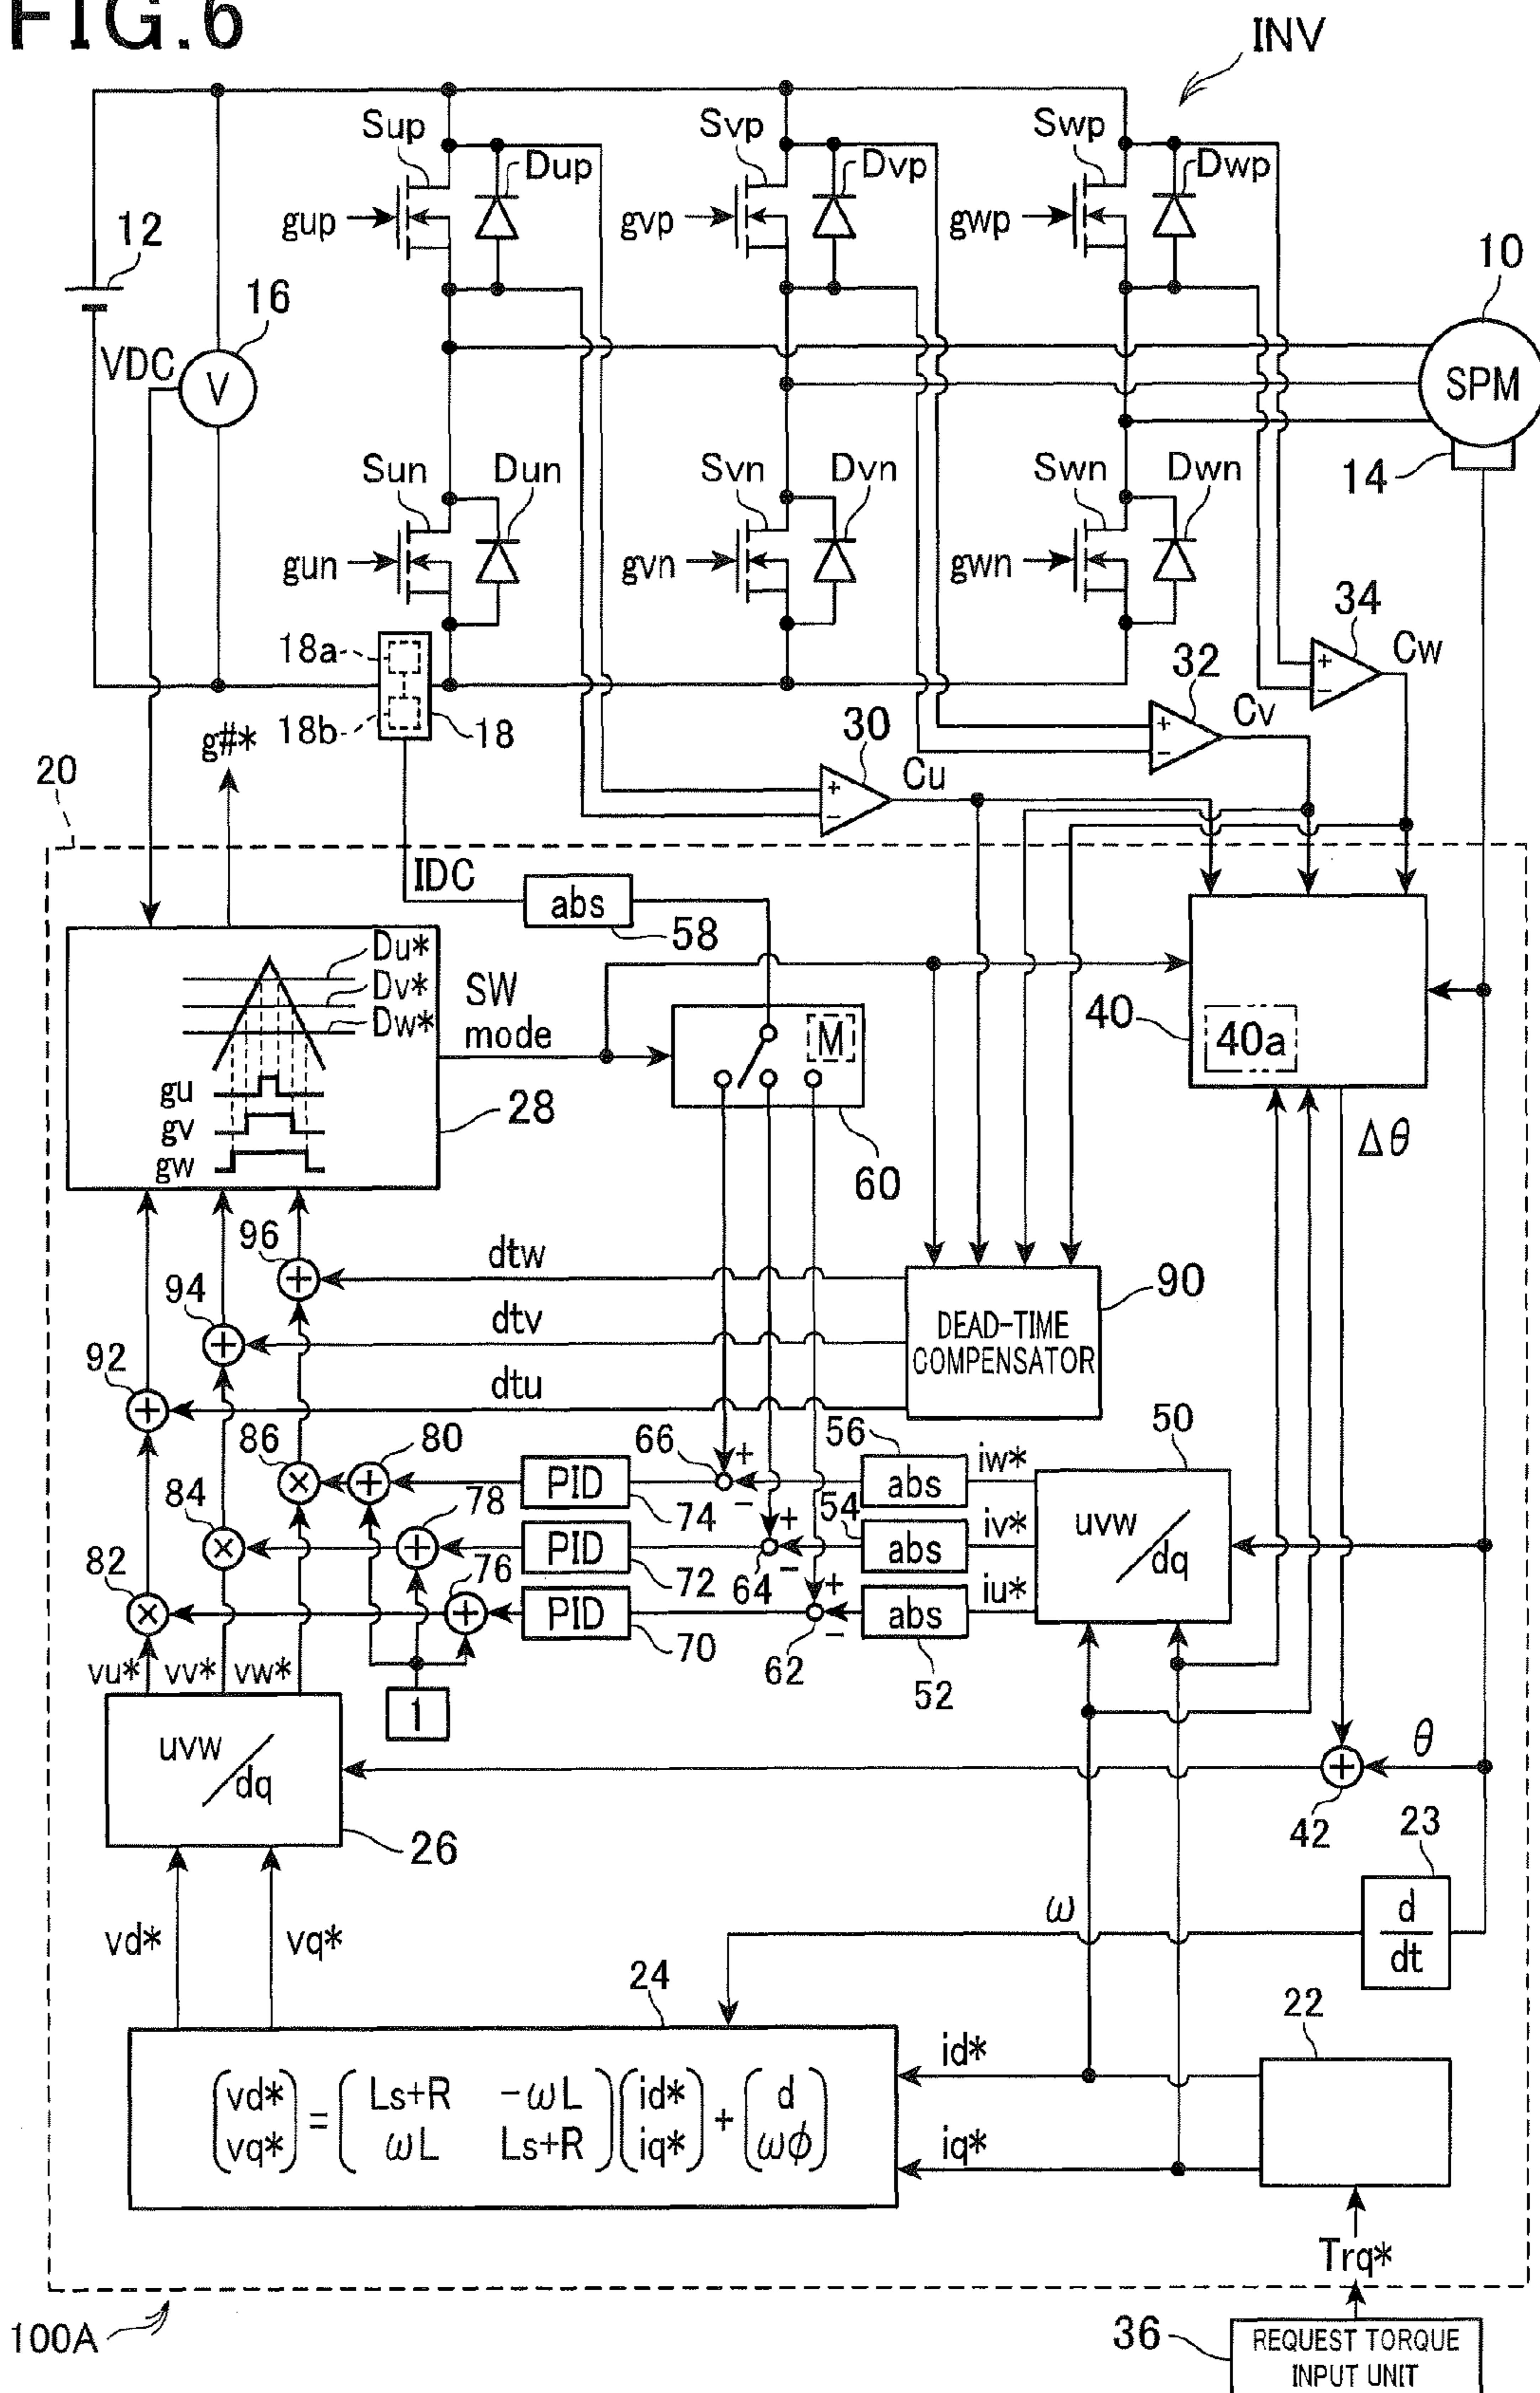 FIG.6
INV
Sup
Dup
Svp
Dvp
Swp
Dwp
gup
gvp
gwp
12
16
10
VDC
V
SPM
14
Sun
Dun
Svn
Dvn
Swn
Dwn
gun
gvn
gwn
34
Cw
+
−
18a
18b
18
32
Cv
+
−
g#*
30
Cu
+
−
20
IDC
abs
58
Du*
Dv*
Dw*
SW
mode
M
40
40a
gu
gv
gw
28
60
Δθ
96
dtw
90
94
dtv
DEAD-TIME
COMPENSATOR
92
dtu
86
80
66
56
iw*
50
+
×
+
PID
+
−
abs
84
78
74
54
iv*
uvw
dq
×
+
PID
+
−
abs
82
76
72
64
iu*
×
+
PID
+
−
abs
70
62
52
vu*
vv*
vw*
1
uvw
dq
θ
+
26
42
23
vd*
vq*
ω
d
dt
24
22
(vd*) = (Ls+R -ωL)(id*) + (d)
(vq*) (ωL Ls+R)(iq*) (ωφ)
id*
iq*
Trq*
100A
36
REQUEST TORQUE
INPUT UNIT